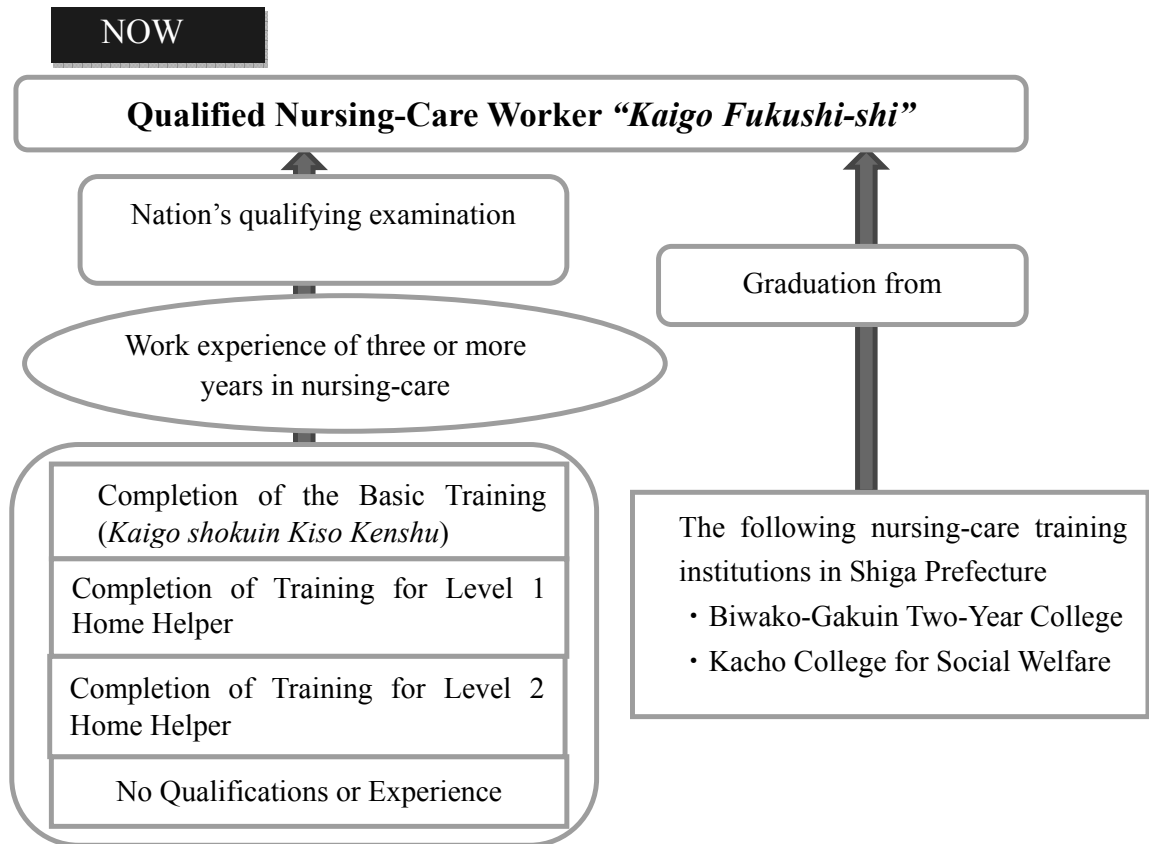 NOW
Qualified Nursing-Care Worker “Kaigo Fukushi-shi”
Nation’s qualifying examination
Work experience of three or more
years in nursing-care
Completion of the Basic Training
(Kaigo shokuin Kiso Kenshu)
Completion of Training for Level 1
Home Helper
Completion of Training for Level 2
Home Helper
No Qualifications or Experience
Graduation from
The following nursing-care training
institutions in Shiga Prefecture
・Biwako-Gakuin Two-Year College
・Kacho College for Social Welfare